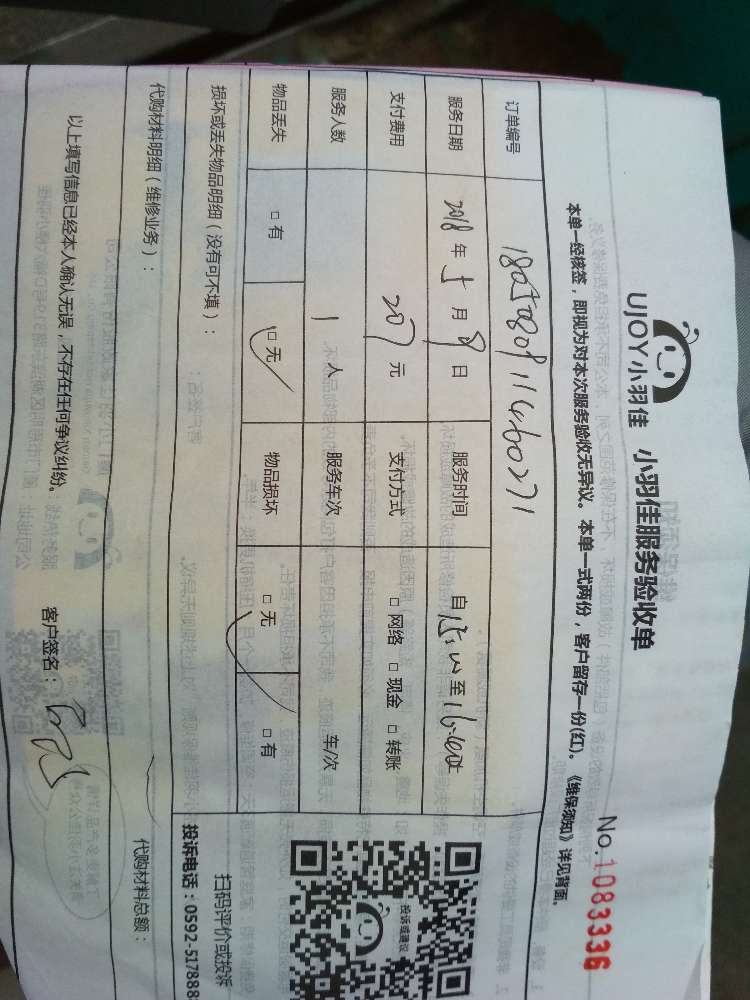 UJOY小羽佳 小羽佳服务验收单
No.1083336
本单一经核签，即视为对本次服务验收无异议。本单一式两份，客户留存一份(红)。《维保须知》详见背面。
订单编号
服务日期 2018 年 5 月 9 日 服务时间 自 至
支付费用 207 元 支付方式 □ 网络 □ 现金 □ 转账
服务人数 1 人 服务车次 车/次
物品丢失 □ 有 □ 无 物品损坏 □ 无 □ 有
损坏或丢失物品明细（没有可不填）：
代购材料明细（维修业务）：
代购材料总额：
以上填写信息已经本人确认无误，不存在任何争议纠纷。
客户签名：
投诉或建议
扫码评价或投诉
投诉电话：0592-517888